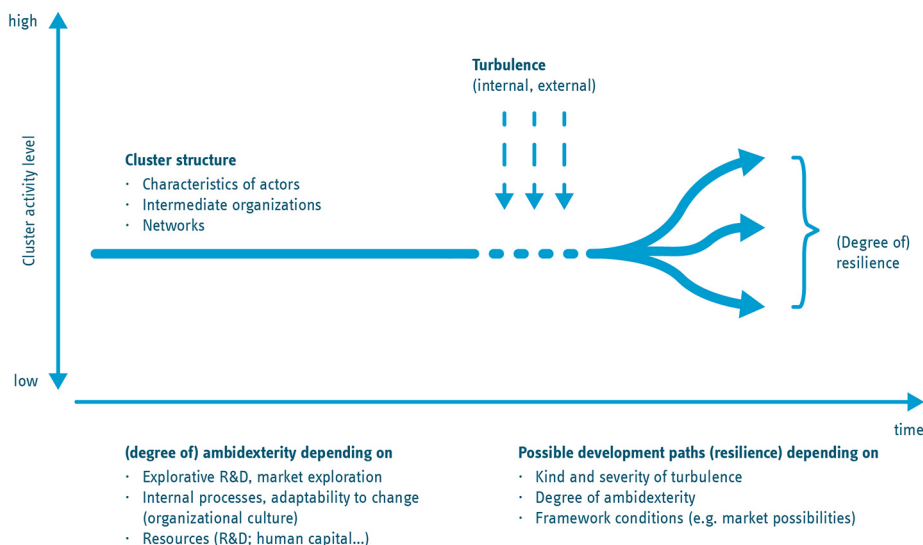 high
Turbulence
(internal, external)
Cluster activity level
Cluster structure
· Characteristics of actors
· Intermediate organizations
· Networks
(Degree of)
resilience
low
time
(degree of) ambidexterity depending on
· Explorative R&D, market exploration
· Internal processes, adaptability to change
(organizational culture)
· Resources (R&D; human capital...)
Possible development paths (resilience) depending on
· Kind and severity of turbulence
· Degree of ambidexterity
· Framework conditions (e.g. market possibilities)